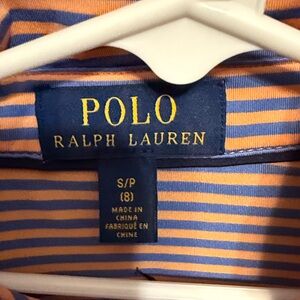 POLO
RALPH LAUREN
S/P
(8)
MADE IN
CHINA
FABRIQUÉ EN
CHINE